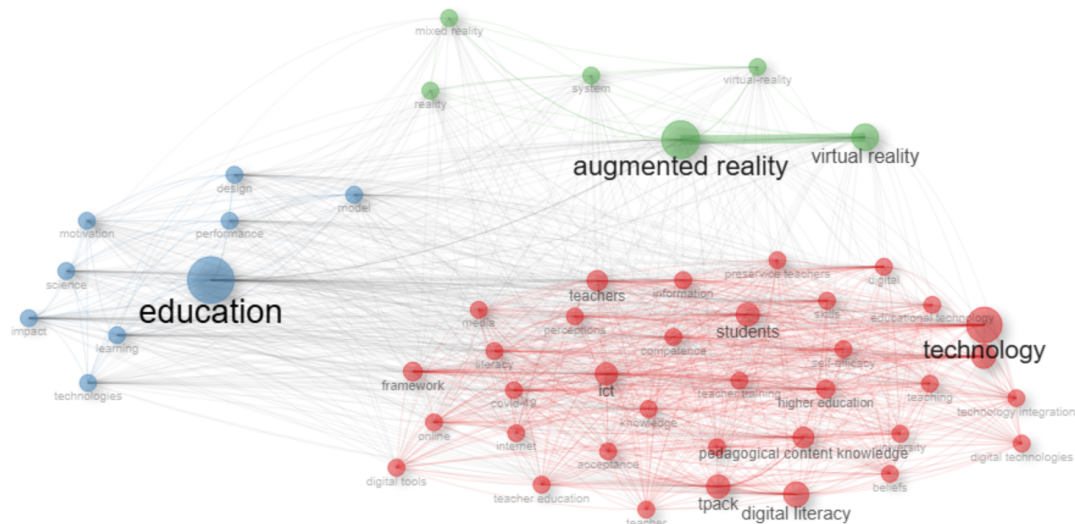 mixed reality
virtual-reality
system
reality
augmented reality
virtual reality
design
model
motivation
performance
science
education
impact
learning
technologies
preservice teachers
digital
teachers
information
media
perceptions
students
skills
educational technology
competence
literacy
self-efficacy
technology
framework
ict
teacher training
higher education
teaching
technology integration
covid-19
knowledge
online
internet
university
pedagogical content knowledge
digital technologies
acceptance
digital tools
beliefs
teacher education
tpack
digital literacy
teacher